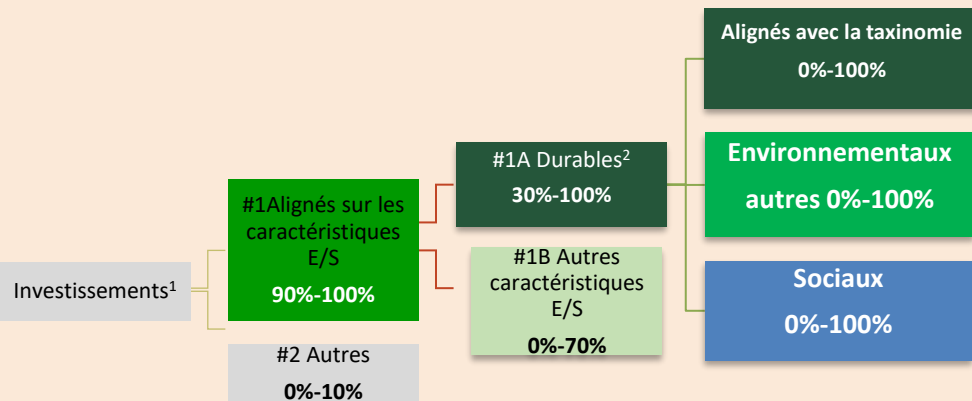 Investissements¹
#1Alignés sur les
caractéristiques
E/S
90%-100%
#2 Autres
0%-10%
#1A Durables²
30%-100%
#1B Autres
caractéristiques
E/S
0%-70%
Alignés avec la taxinomie
0%-100%
Environnementaux
autres 0%-100%
Sociaux
0%-100%